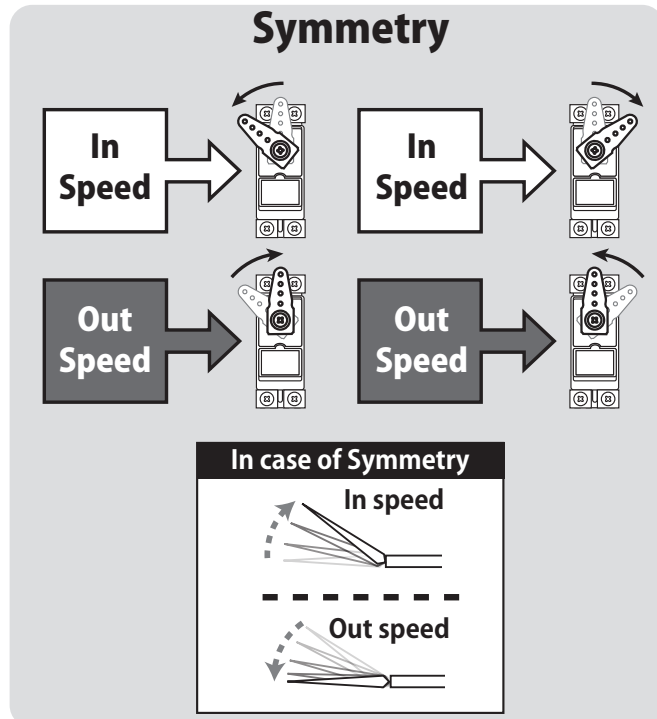 Symmetry
In
Speed
In
Speed
Out
Speed
Out
Speed
In case of Symmetry
In speed
Out speed